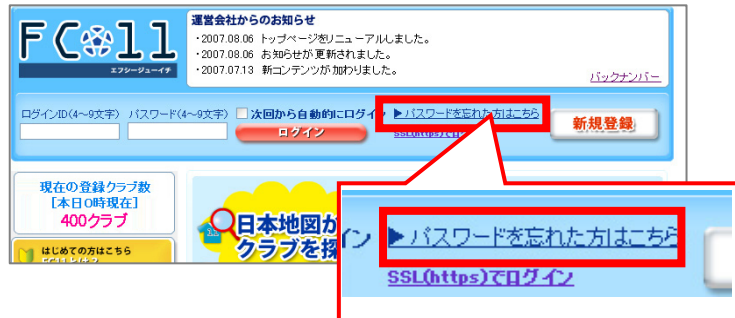 FC11
エフシージューイチ
運営会社からのお知らせ
・2007.08.06 トップページをリニューアルしました。
・2007.08.06 お知らせが更新されました。
・2007.07.13 新コンテンツが加わりました。
バックナンバー
ログインID(4～9文字) パスワード(4～9文字) 次回から自動的にログイン ▶パスワードを忘れた方はこちら
ログイン
SSL(https)でログ
新規登録
現在の登録クラブ数
[本日0時現在]
400クラブ
はじめての方はこちら
日本地図か
クラブを探
イン ▶パスワードを忘れた方はこちら
SSL(https)でログイン